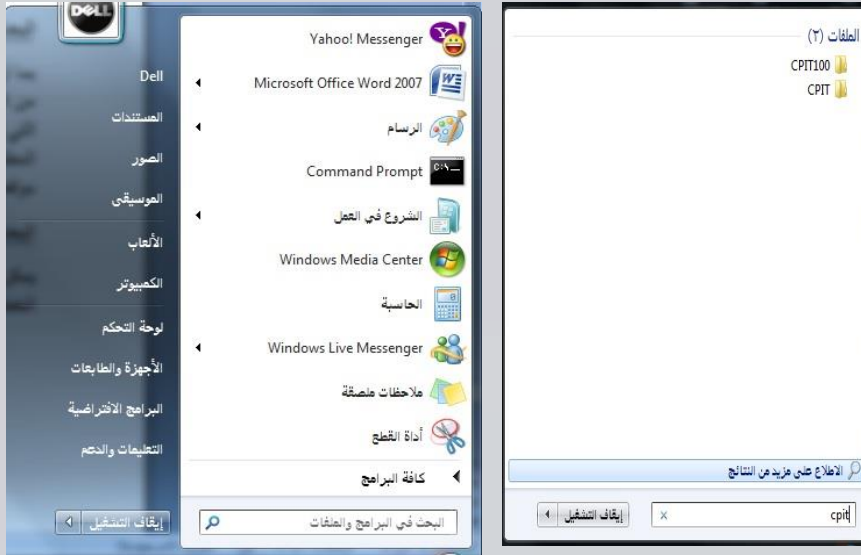 DELL
Yahoo! Messenger
Microsoft Office Word 2007
الرسام
Command Prompt
C:\
الشروع في العمل
Windows Media Center
الحاسبة
Windows Live Messenger
ملاحظات ملصقة
أداة القطع
كافة البرامج
البحث في البرامج والملفات
Dell
المستندات
الصور
الموسيقى
الألعاب
الكمبيوتر
لوحة التحكم
الأجهزة والطابعات
البرامج الافتراضية
التعليمات والدعم
إيقاف التشغيل
الملفات (٢)
CPIT100
CPIT
الاطلاع على مزيد من النتائج
cpit
x
إيقاف التشغيل